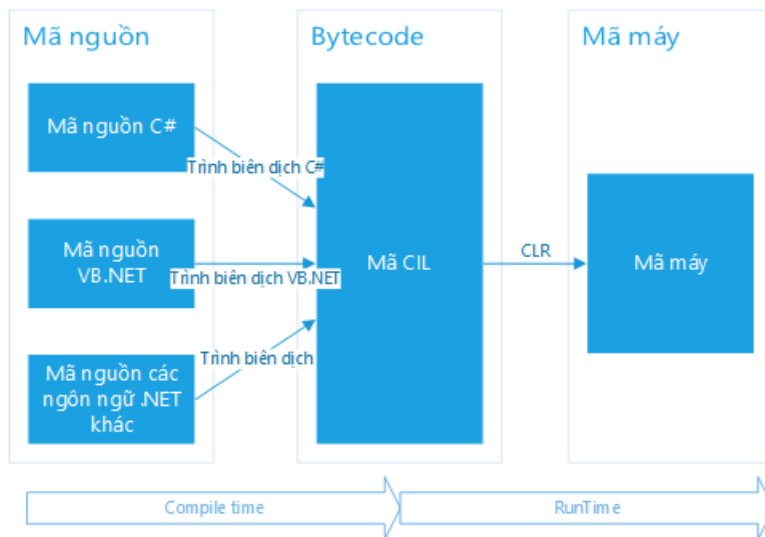 Mã nguồn
Bytecode
Mã máy
Mã nguồn C#
Trình biên dịch C#
Mã nguồn
VB.NET
Trình biên dịch VB.NET
Mã CIL
CLR
Mã máy
Trình biên dịch
Mã nguồn các
ngôn ngữ .NET
khác
Compile time
RunTime